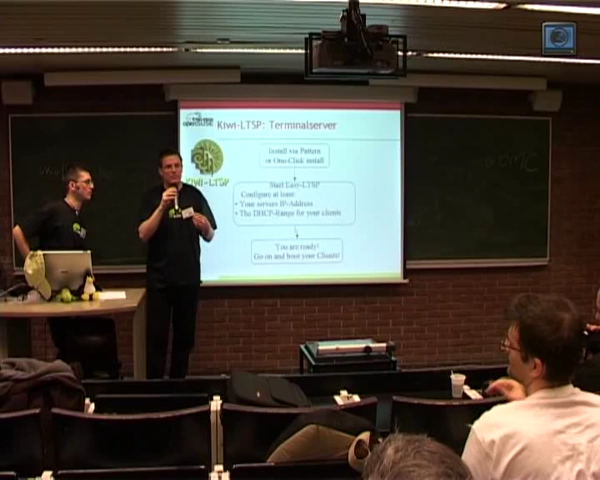 openSUSE
Kiwi-LTSP: Terminalserver
KIWI-LTSP
Install via Pattern
or One-Click install
Start Easy-LTSP
Configure at least:
• Your servers IP-Address
• The DHCP-Range for your clients
You are ready!
Go on and boot your Clients!